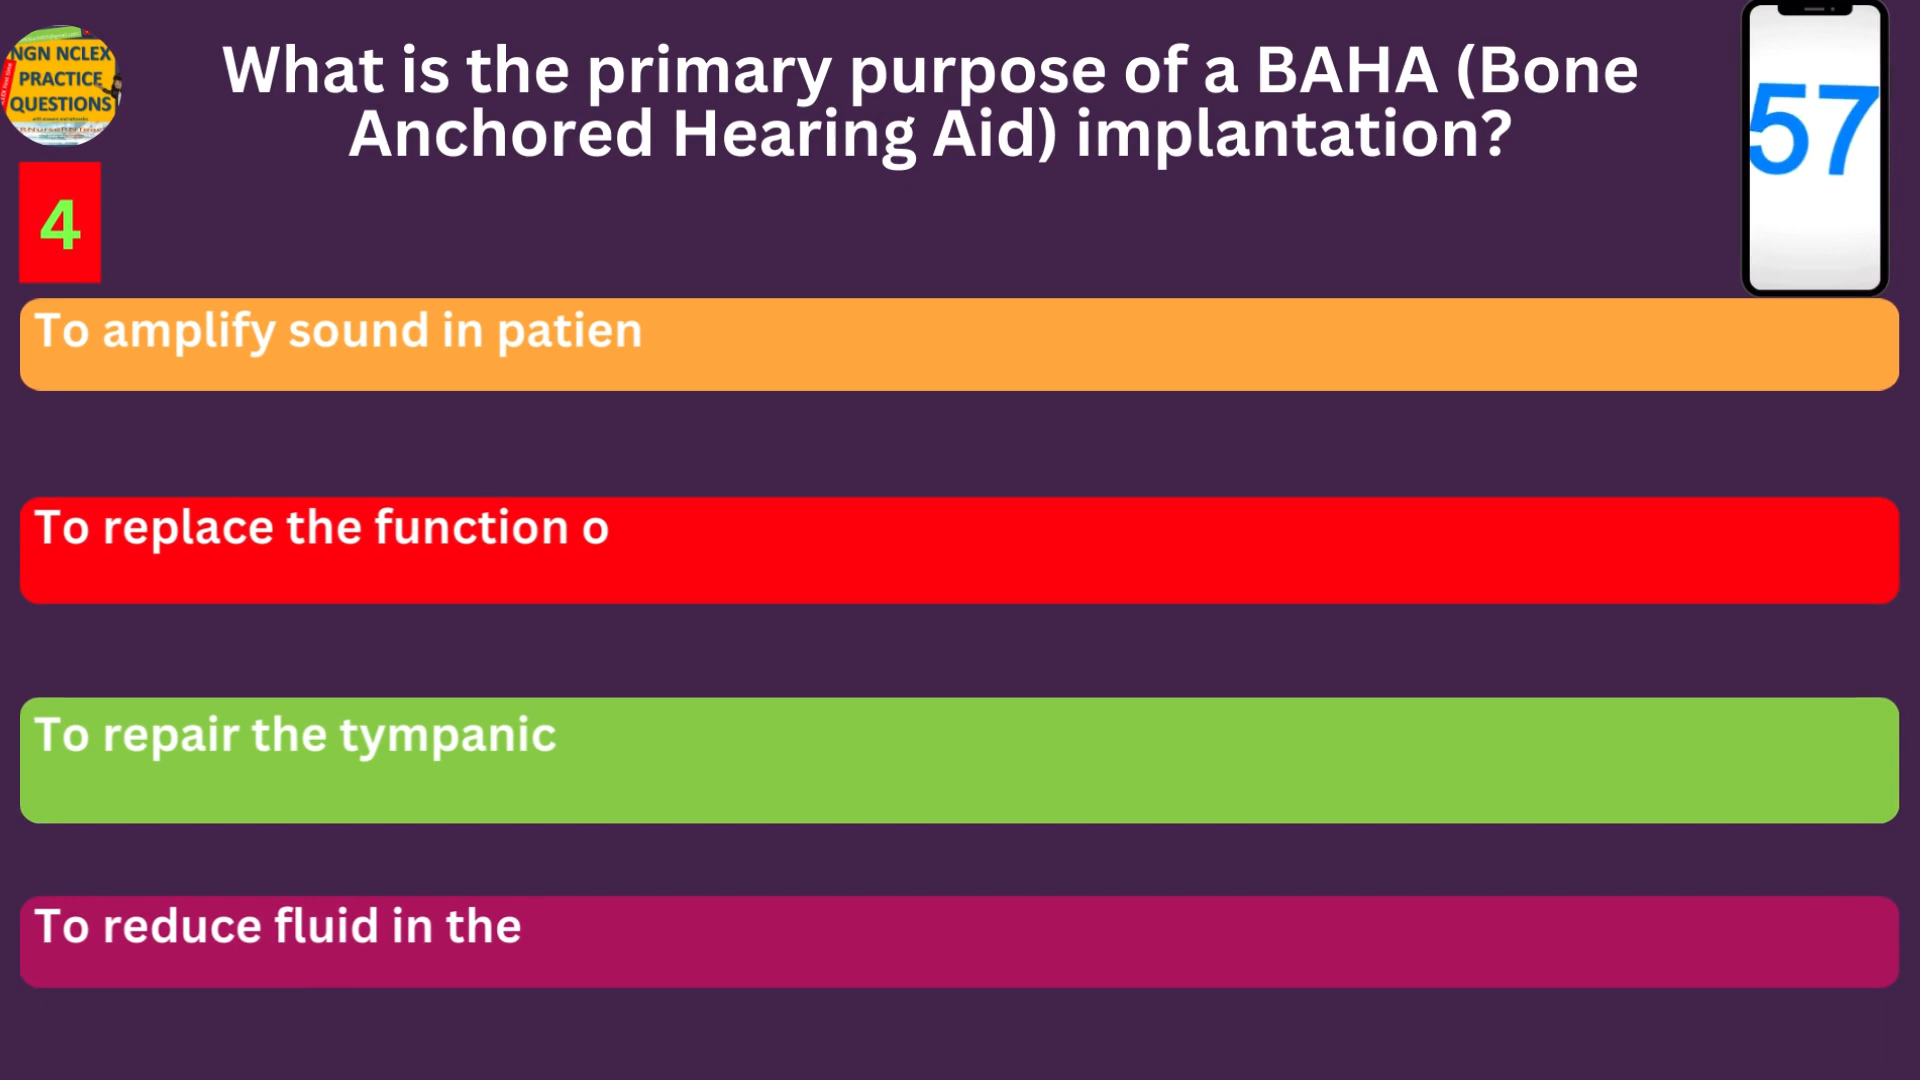 NGN NCLEX
PRACTICE
QUESTIONS
What is the primary purpose of a BAHA (Bone
Anchored Hearing Aid) implantation?
57
4
To amplify sound in patien
To replace the function o
To repair the tympanic
To reduce fluid in the